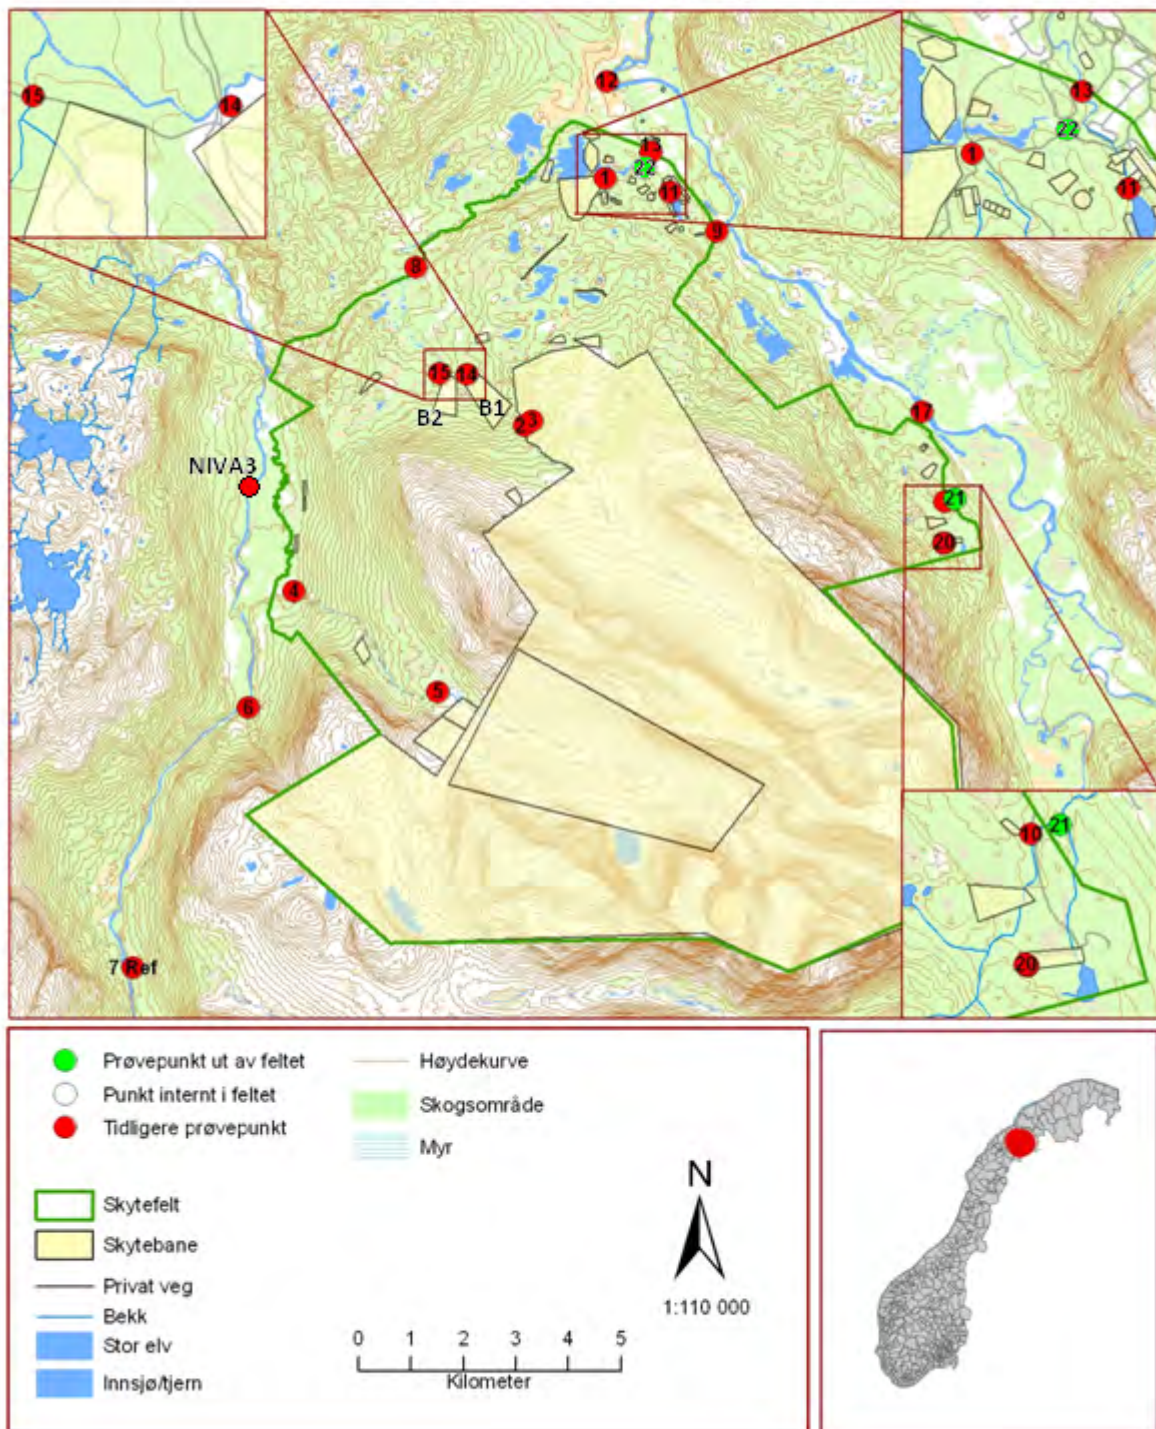 15
14
12
13
22
1
11
13
22
1
11
9
8
15
14
B2
B1
2
3
17
NIVA3
21
20
4
5
6
10
21
20
7 Ref
Prøvepunkt ut av feltet
Punkt internt i feltet
Tidligere prøvepunkt
Høydekurve
Skogsområde
Myr
Skytefelt
Skytebane
Privat veg
Bekk
Stor elv
Innsjø/tjern
N
1:110 000
0 1 2 3 4 5
Kilometer